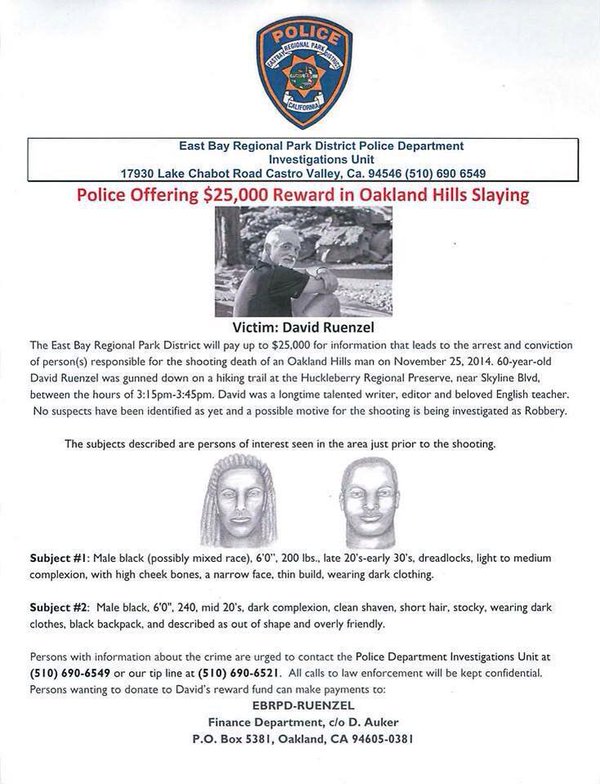 POLICE
EAST BAY REGIONAL PARK DISTRICT
CALIFORNIA
East Bay Regional Park District Police Department
Investigations Unit
17930 Lake Chabot Road Castro Valley, Ca. 94546 (510) 690 6549
Police Offering $25,000 Reward in Oakland Hills Slaying
Victim: David Ruenzel
The East Bay Regional Park District will pay up to $25,000 for information that leads to the arrest and conviction
of person(s) responsible for the shooting death of an Oakland Hills man on November 25, 2014. 60-year-old
David Ruenzel was gunned down on a hiking trail at the Huckleberry Regional Preserve, near Skyline Blvd,
between the hours of 3:15pm-3:45pm. David was a longtime talented writer, editor and beloved English teacher.
No suspects have been identified as yet and a possible motive for the shooting is being investigated as Robbery.
The subjects described are persons of interest seen in the area just prior to the shooting.
Subject #1: Male black (possibly mixed race), 6'0", 200 lbs., late 20's-early 30's, dreadlocks, light to medium
complexion, with high cheek bones, a narrow face, thin build, wearing dark clothing.
Subject #2: Male black, 6'0", 240, mid 20's, dark complexion, clean shaven, short hair, stocky, wearing dark
clothes, black backpack, and described as out of shape and overly friendly.
Persons with information about the crime are urged to contact the Police Department Investigations Unit at
(510) 690-6549 or our tip line at (510) 690-6521. All calls to law enforcement will be kept confidential.
Persons wanting to donate to David's reward fund can make payments to:
EBRPD-RUENZEL
Finance Department, c/o D. Auker
P.O. Box 5381, Oakland, CA 94605-0381